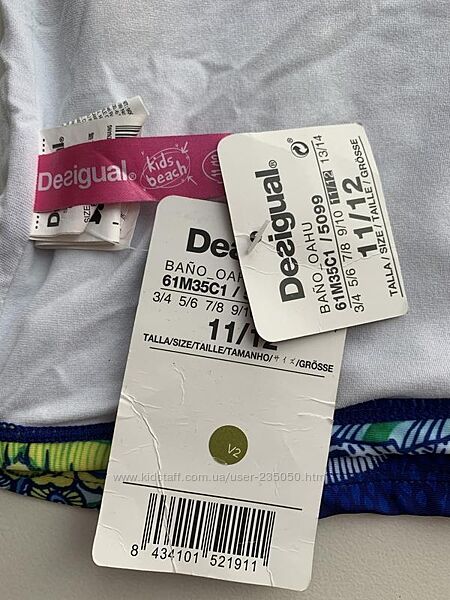 Desigual®
kids
beach
Desigual®
BAÑO_OAHU
61M35C1 / 5099
3/4 5/6 7/8 9/10 11/12 13/14
11/12
TALLA / SIZE / TAILLE / GRÖSSE
BAÑO_OA
61M35C1 /
3/4 5/6 7/8 9/1
11/12
TALLA/SIZE/TAILLE/TAMANHO/サイズ/GRÖSSE
V2
www.kidstaff.com.ua/user-235050.html
8 434101 521911